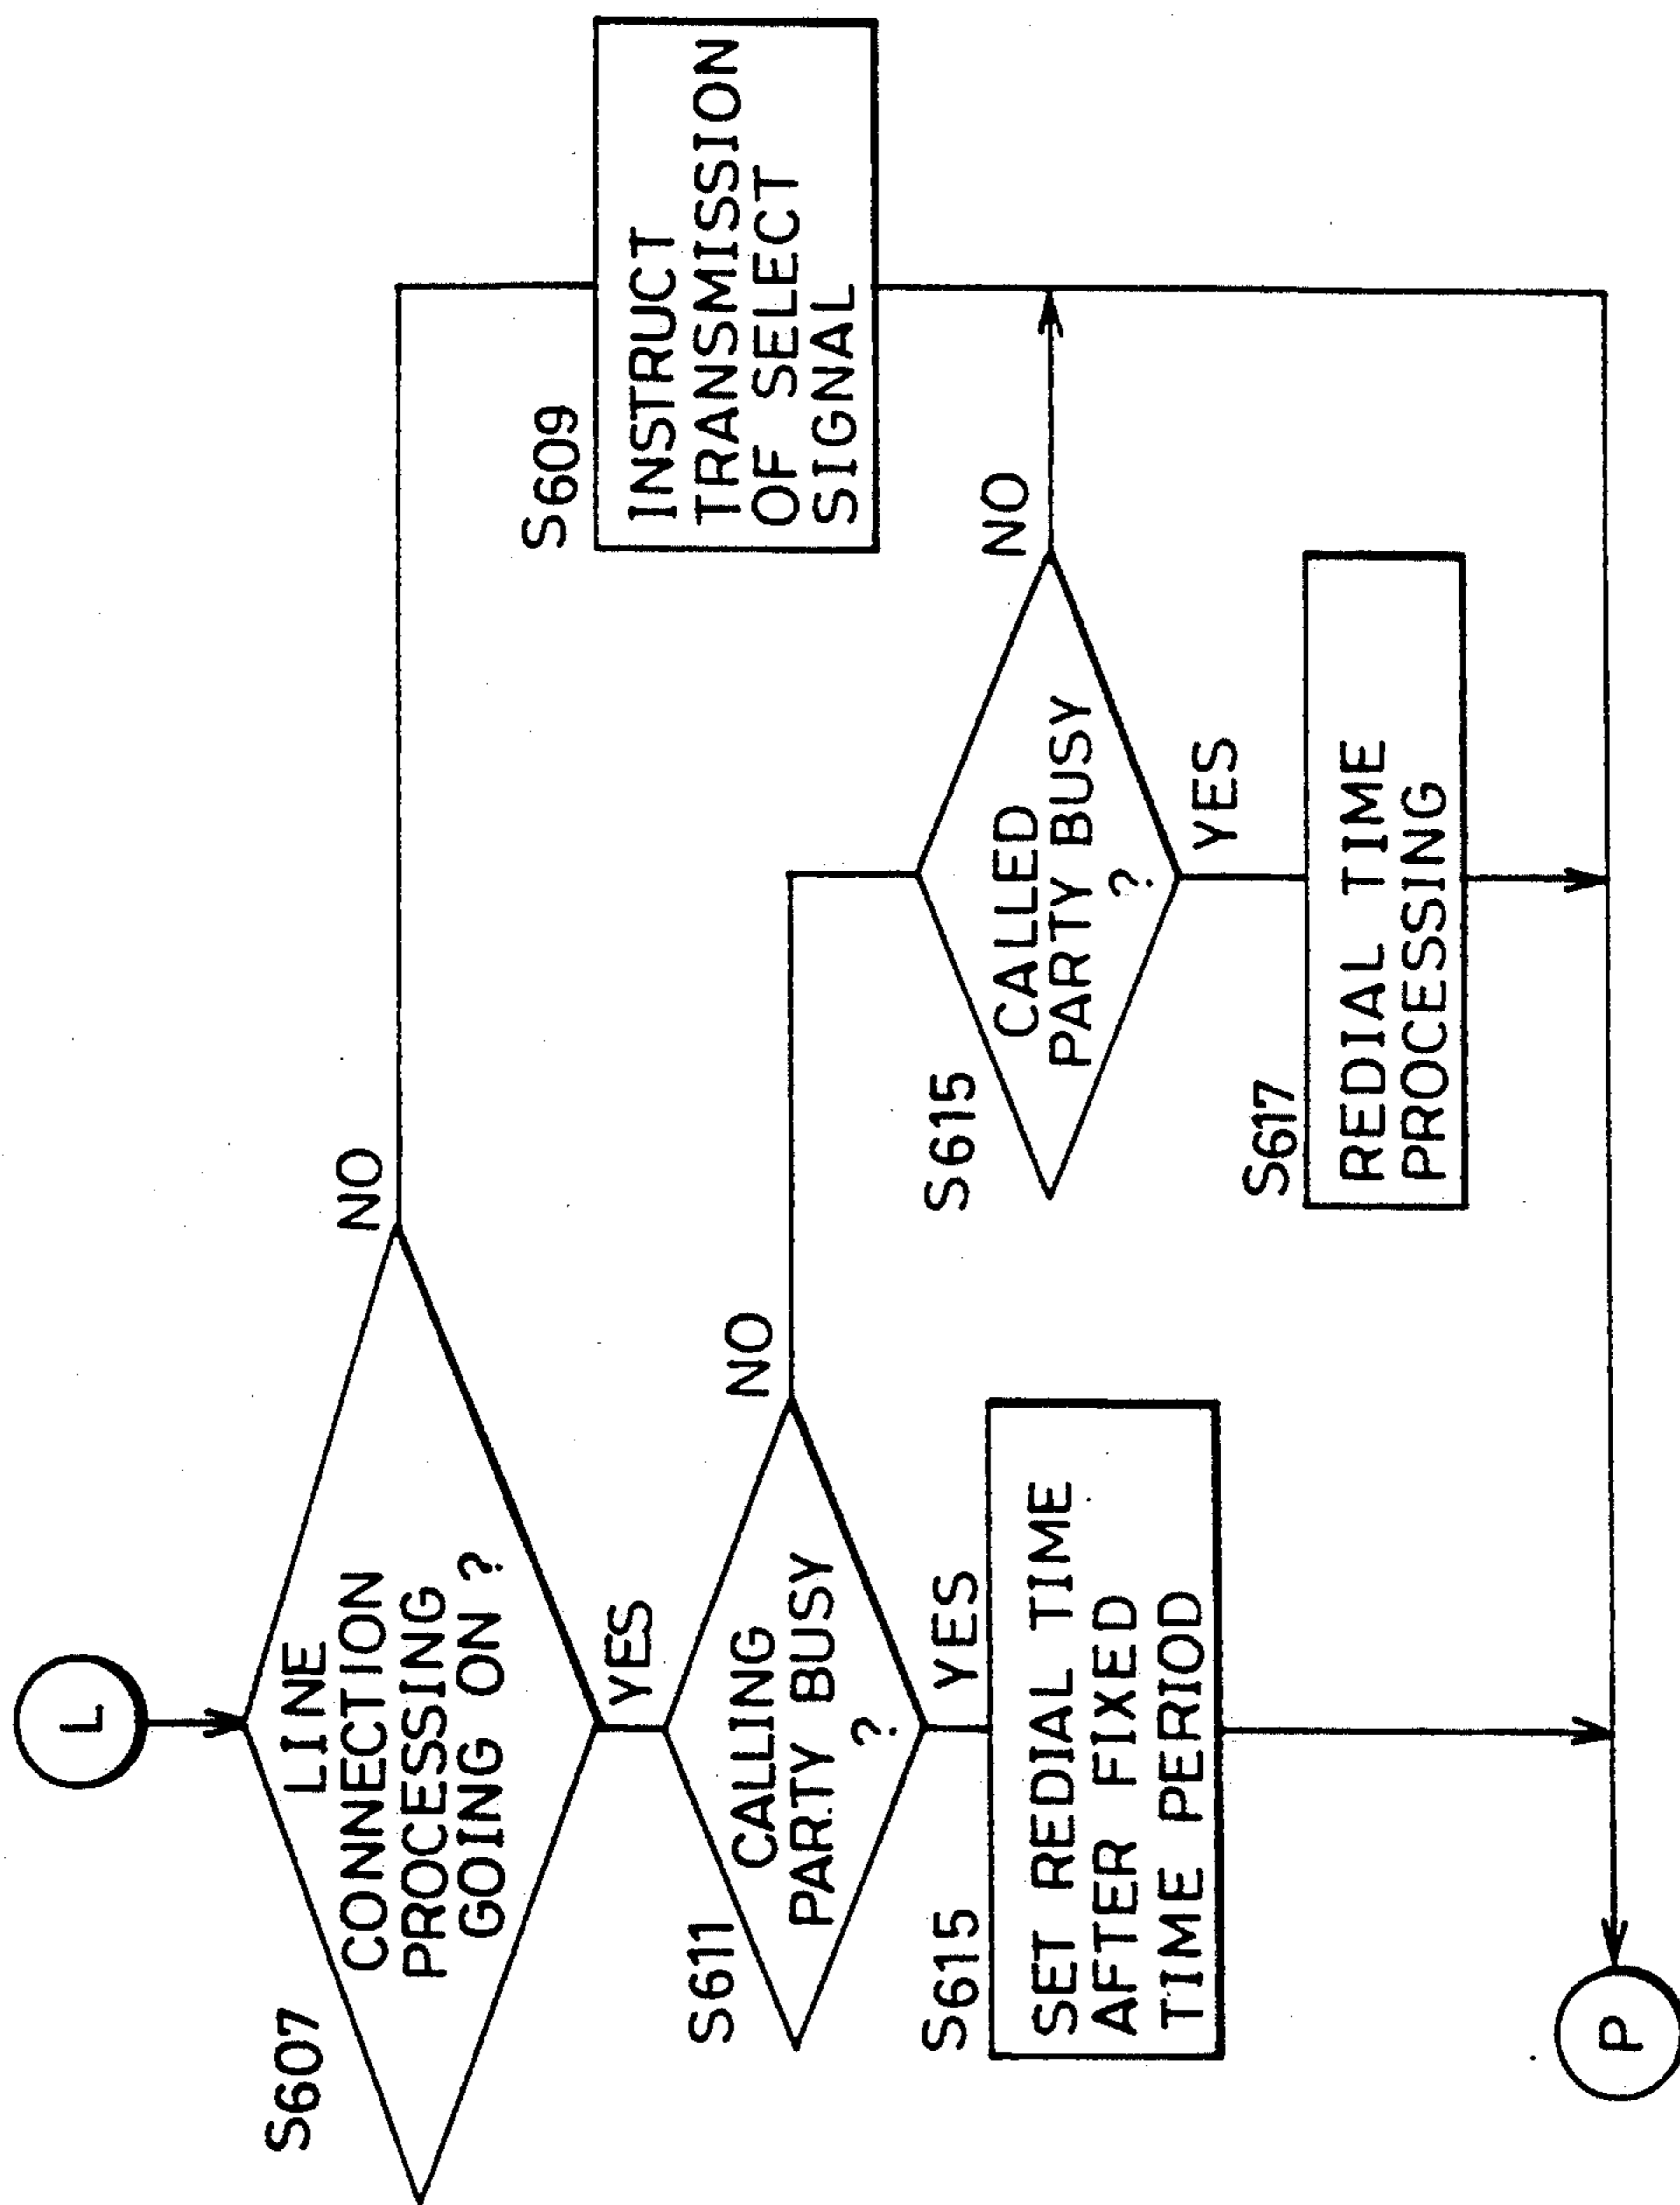 L
S607
LINE
CONNECTION
PROCESSING
GOING ON ?
NO
YES
S609
INSTRUCT
TRANSMISSION
OF SELECT
SIGNAL
S611
CALLING
PARTY BUSY
?
NO
YES
S615
SET REDIAL TIME
AFTER FIXED
TIME PERIOD
S615
CALLED
PARTY BUSY
?
NO
YES
S617
REDIAL TIME
PROCESSING
P